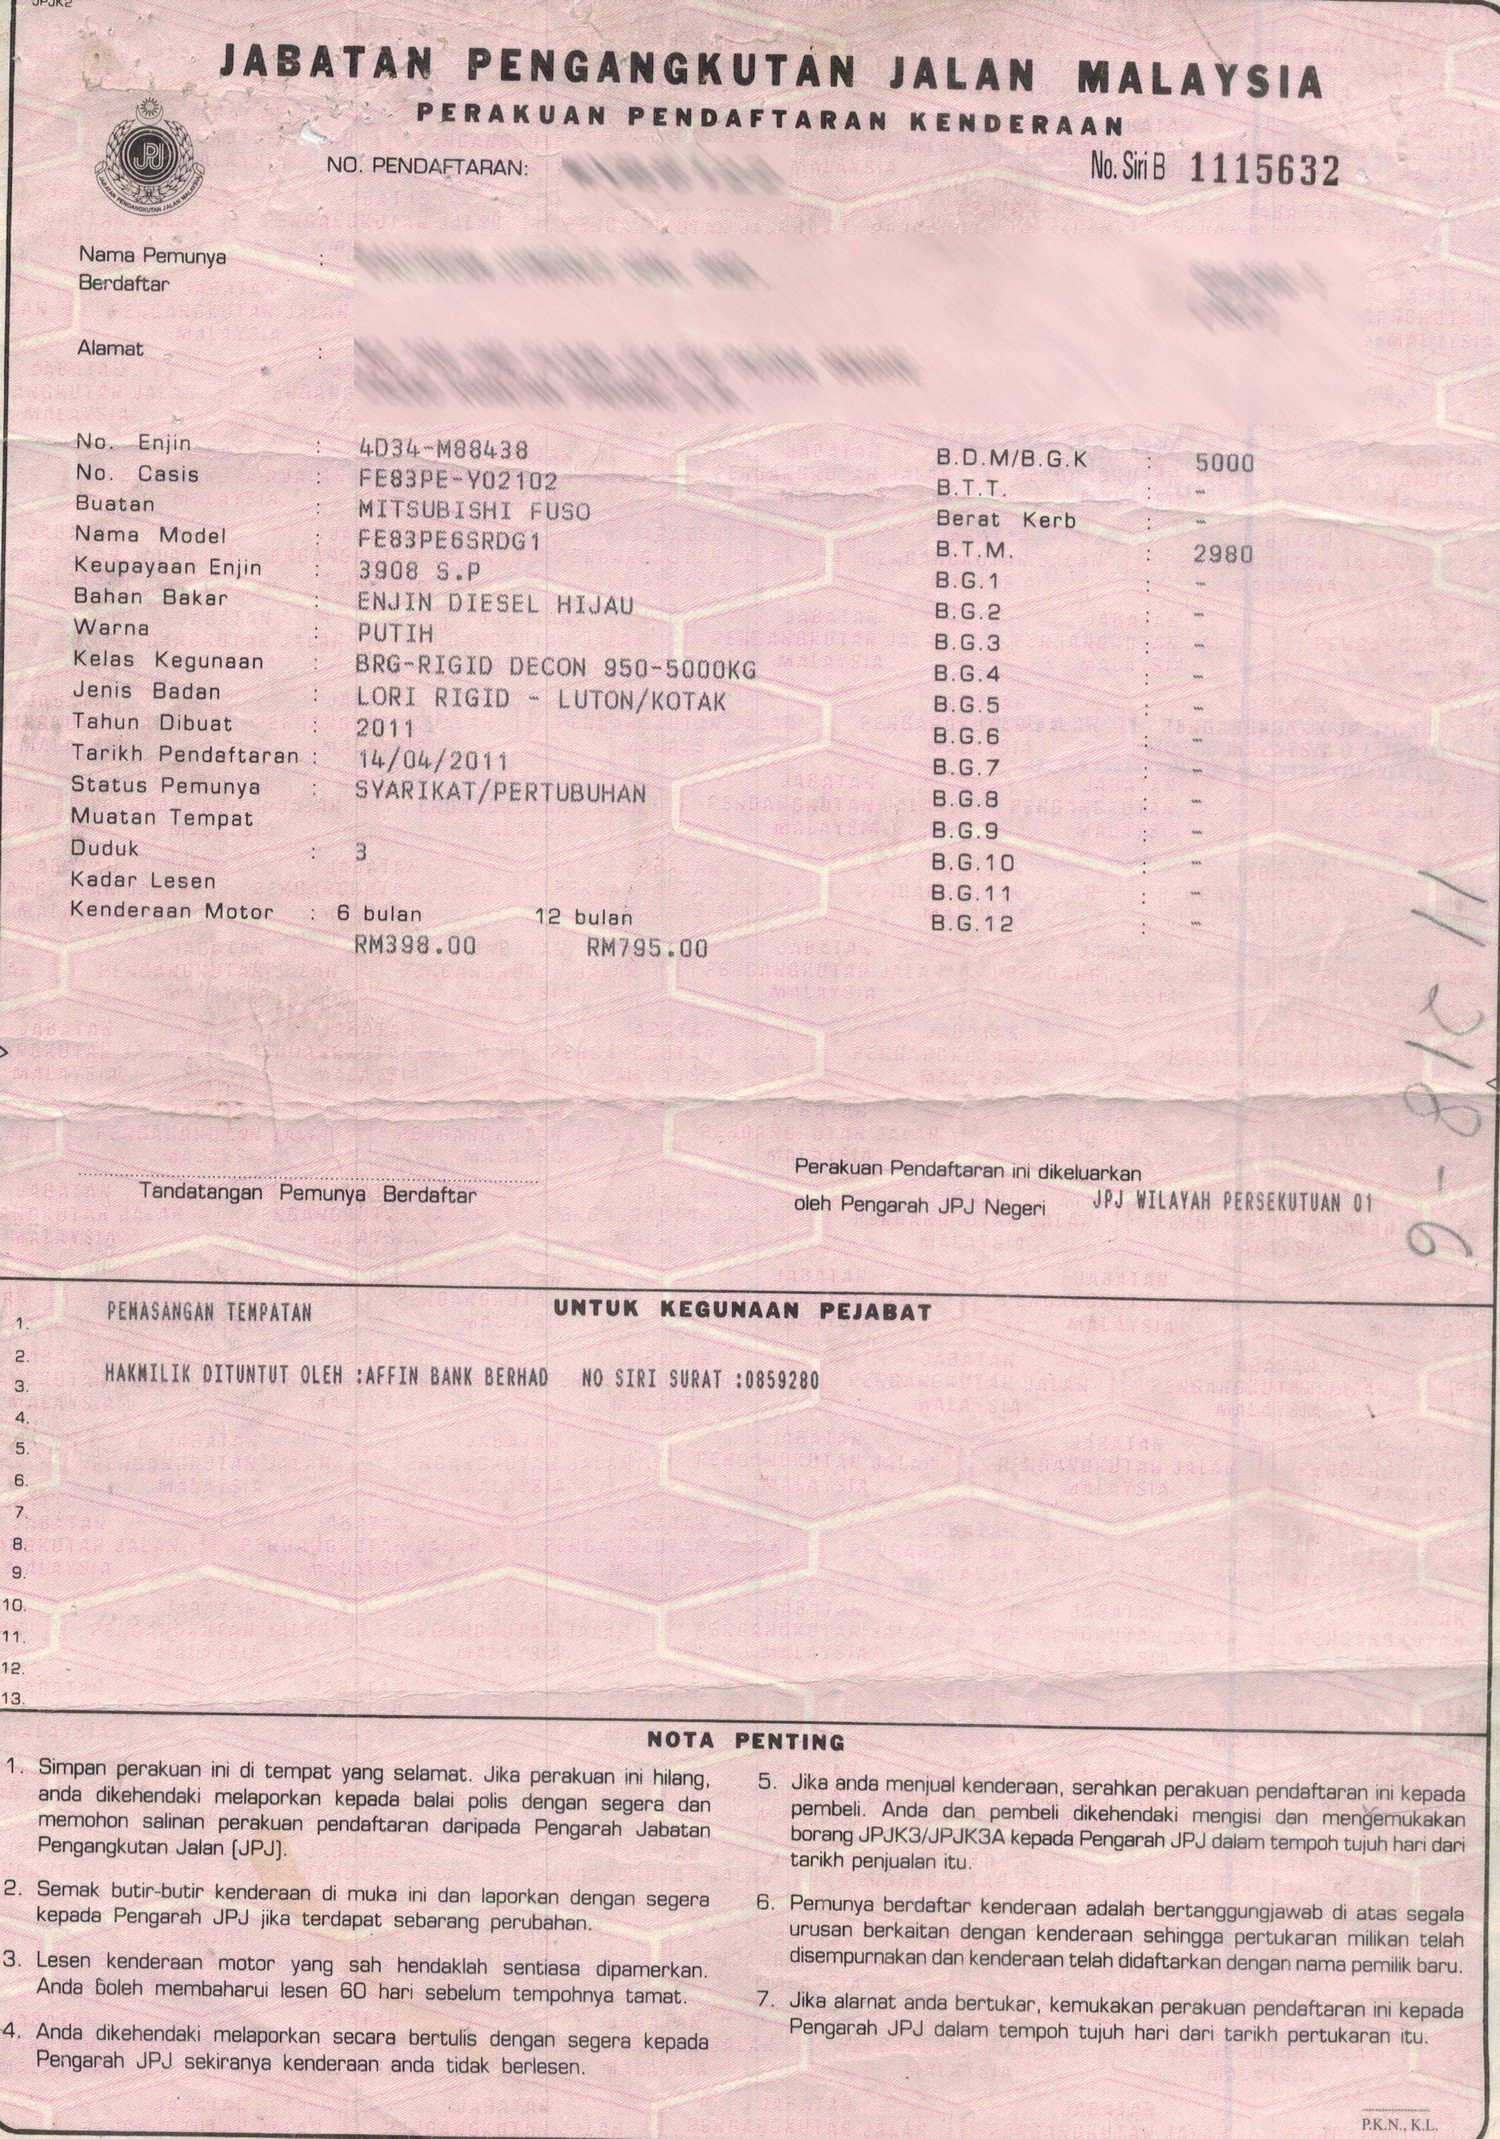 JPJK2
JABATAN PENGANGKUTAN JALAN MALAYSIA
PERAKUAN PENDAFTARAN KENDERAAN
NO. PENDAFTARAN:
No. Siri B 1115632
JPJ
JABATAN PENGANGKUTAN JALAN MALAYSIA
Nama Pemunya :
Berdaftar
Alamat :
No. Enjin : 4D34-M88438
No. Casis : FE83PE-Y02102
Buatan : MITSUBISHI FUSO
Nama Model : FE83PE6SRDG1
Keupayaan Enjin : 3908 S.P
Bahan Bakar : ENJIN DIESEL HIJAU
Warna : PUTIH
Kelas Kegunaan : BRG-RIGID DECON 950-5000KG
Jenis Badan : LORI RIGID - LUTON/KOTAK
Tahun Dibuat : 2011
Tarikh Pendaftaran : 14/04/2011
Status Pemunya : SYARIKAT/PERTUBUHAN
Muatan Tempat
Duduk : 3
Kadar Lesen
Kenderaan Motor : 6 bulan 12 bulan
RM398.00 RM795.00
B.D.M/B.G.K : 5000
B.T.T. : -
Berat Kerb : -
B.T.M. : 2980
B.G.1 : -
B.G.2 : -
B.G.3 : -
B.G.4 : -
B.G.5 : -
B.G.6 : -
B.G.7 : -
B.G.8 : -
B.G.9 : -
B.G.10 : -
B.G.11 : -
B.G.12 : -
Tandatangan Pemunya Berdaftar
Perakuan Pendaftaran ini dikeluarkan
oleh Pengarah JPJ Negeri JPJ WILAYAH PERSEKUTUAN 01
UNTUK KEGUNAAN PEJABAT
1. PEMASANGAN TEMPATAN
2.
3. HAKMILIK DITUNTUT OLEH :AFFIN BANK BERHAD NO SIRI SURAT :0859280
4.
5.
6.
7.
8.
9.
10.
11.
12.
13.
NOTA PENTING
1. Simpan perakuan ini di tempat yang selamat. Jika perakuan ini hilang,
anda dikehendaki melaporkan kepada balai polis dengan segera dan
memohon salinan perakuan pendaftaran daripada Pengarah Jabatan
Pengangkutan Jalan (JPJ).
2. Semak butir-butir kenderaan di muka ini dan laporkan dengan segera
kepada Pengarah JPJ jika terdapat sebarang perubahan.
3. Lesen kenderaan motor yang sah hendaklah sentiasa dipamerkan.
Anda boleh membaharui lesen 60 hari sebelum tempohnya tamat.
4. Anda dikehendaki melaporkan secara bertulis dengan segera kepada
Pengarah JPJ sekiranya kenderaan anda tidak berlesen.
5. Jika anda menjual kenderaan, serahkan perakuan pendaftaran ini kepada
pembeli. Anda dan pembeli dikehendaki mengisi dan mengemukakan
borang JPJK3/JPJK3A kepada Pengarah JPJ dalam tempoh tujuh hari dari
tarikh penjualan itu.
6. Pemunya berdaftar kenderaan adalah bertanggungjawab di atas segala
urusan berkaitan dengan kenderaan sehingga pertukaran milikan telah
disempurnakan dan kenderaan telah didaftarkan dengan nama pemilik baru.
7. Jika alamat anda bertukar, kemukakan perakuan pendaftaran ini kepada
Pengarah JPJ dalam tempoh tujuh hari dari tarikh pertukaran itu.
P.K.N., K.L.